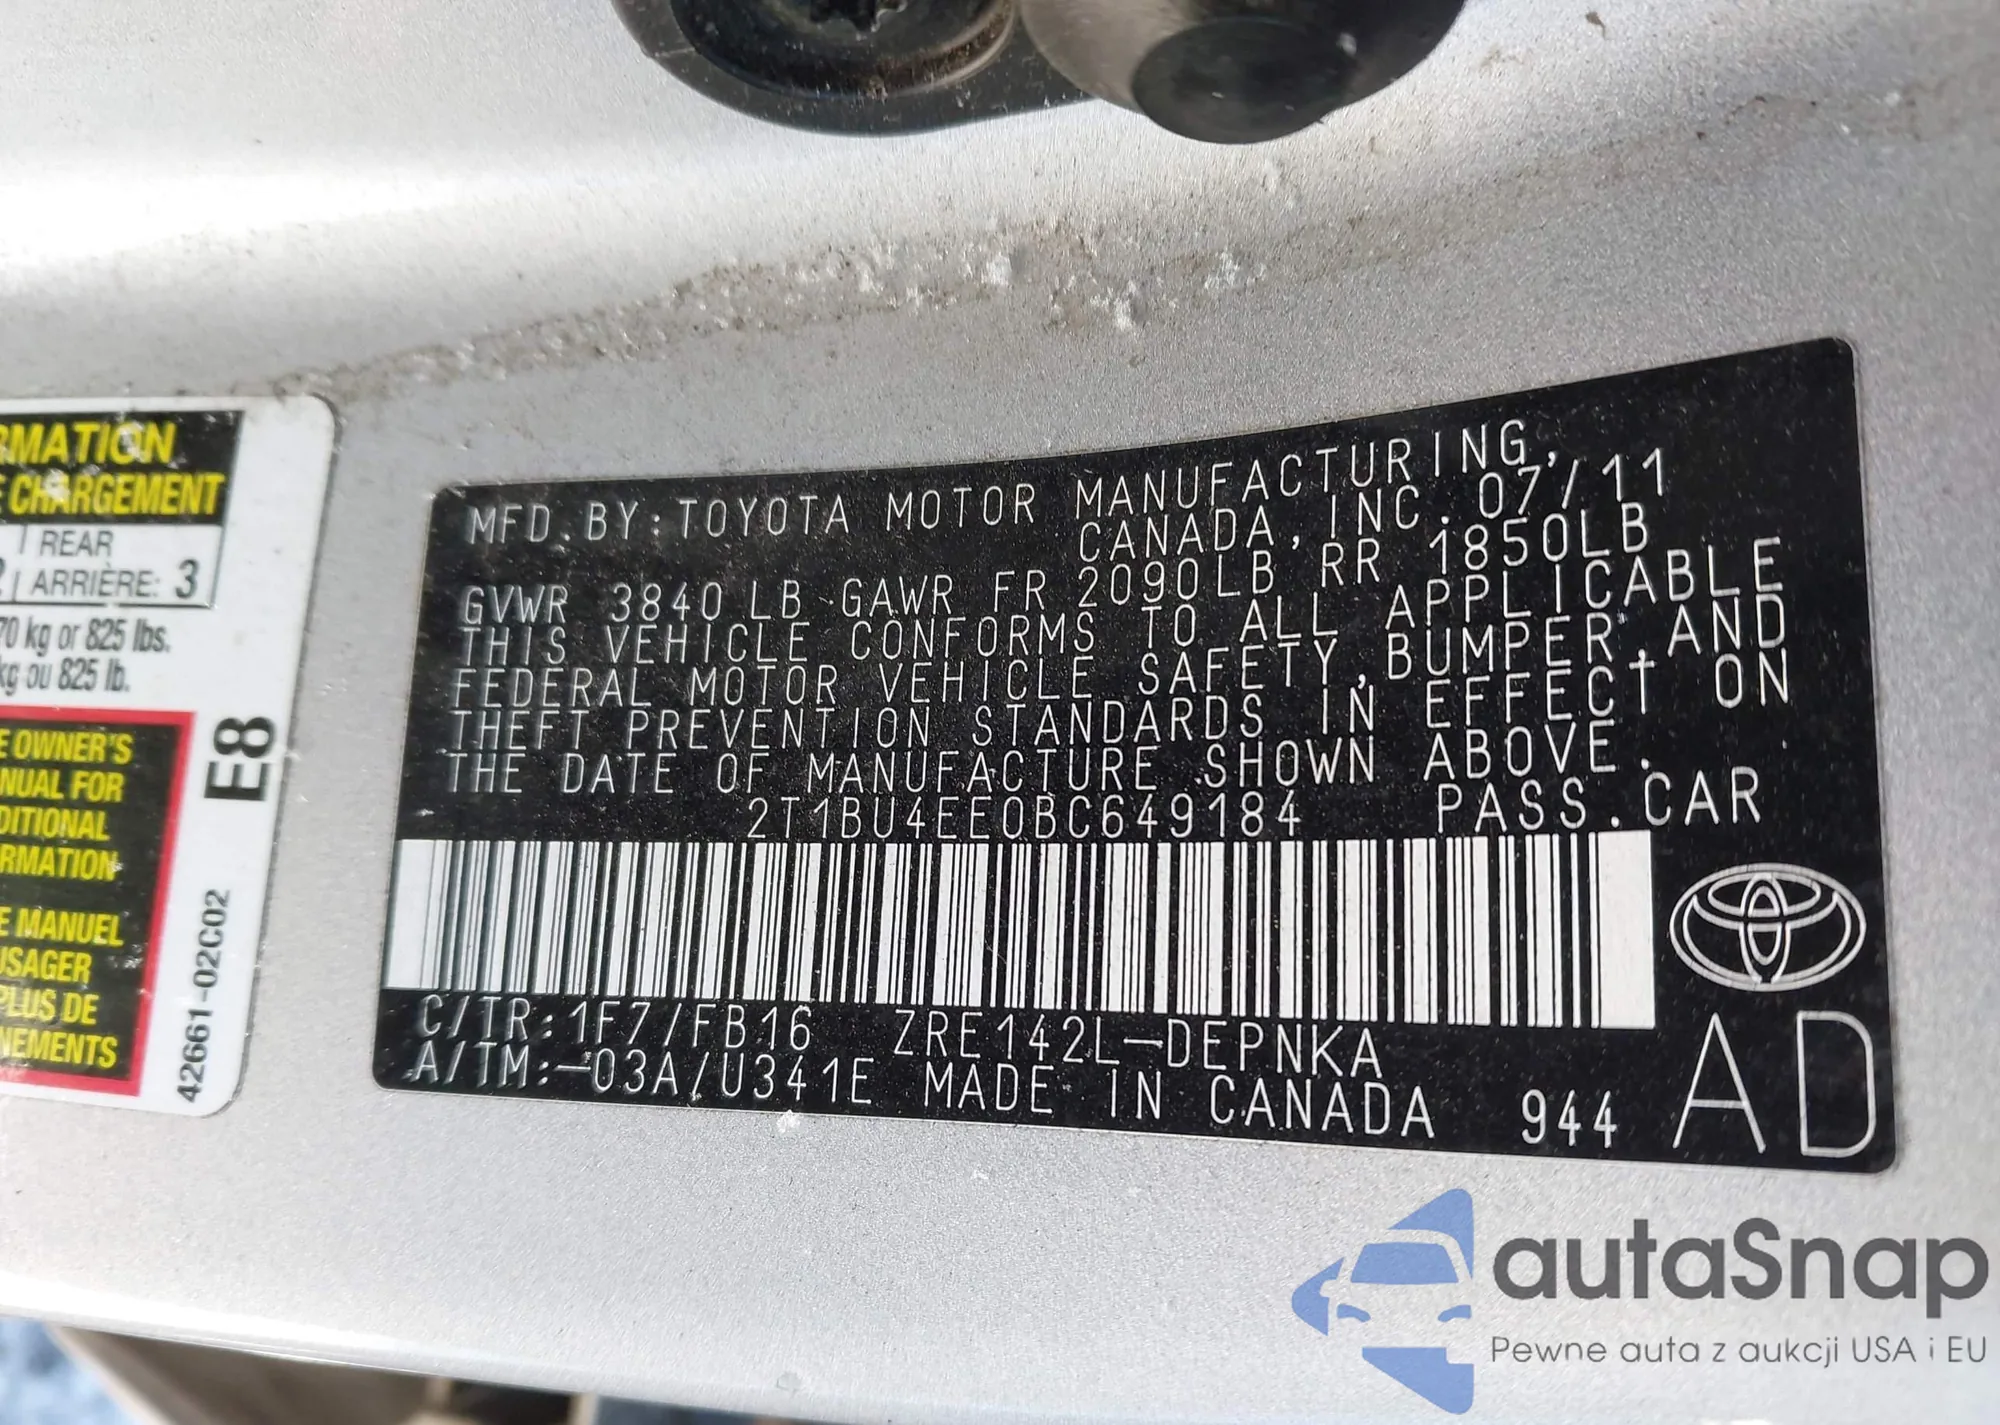 RMATION
E CHARGEMENT
REAR
2 ARRIÈRE: 3
70 kg or 825 lbs.
kg ou 825 lb.
E OWNER'S
NUAL FOR
DITIONAL
ORMATION
E MANUEL
USAGER
PLUS DE
NEMENTS
E8
42661-02C02
MFD. BY: TOYOTA MOTOR MANUFACTURING,
CANADA, INC. 07/11
GVWR 3840 LB GAWR FR 2090LB RR 1850LB
THIS VEHICLE CONFORMS TO ALL APPLICABLE
FEDERAL MOTOR VEHICLE SAFETY, BUMPER, AND
THEFT PREVENTION STANDARDS IN EFFECT ON
THE DATE OF MANUFACTURE SHOWN ABOVE.
2T1BU4EE0BC649184 PASS. CAR
C/TR: 1F7/FB16 ZRE142L-DEPNKA
A/TM: -03A/U341E MADE IN CANADA 944
AD
autaSnap
Pewne auta z aukcji USA i EU